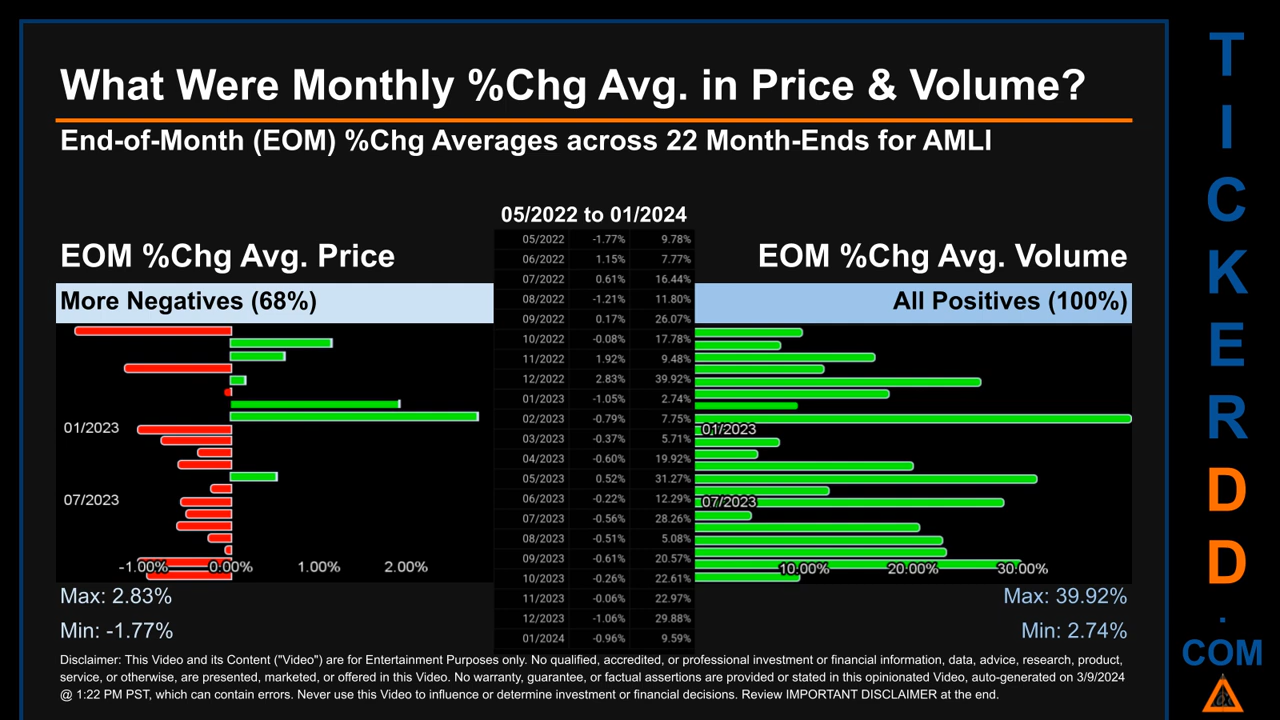 What Were Monthly %Chg Avg. in Price & Volume?
End-of-Month (EOM) %Chg Averages across 22 Month-Ends for AMLI
05/2022 to 01/2024
EOM %Chg Avg. Price
EOM %Chg Avg. Volume
More Negatives (68%)
All Positives (100%)
05/2022 -1.77% 9.78%
06/2022 1.15% 7.77%
07/2022 0.61% 16.44%
08/2022 -1.21% 11.80%
09/2022 0.17% 26.07%
10/2022 -0.08% 17.78%
11/2022 1.92% 9.48%
12/2022 2.83% 39.92%
01/2023 -1.05% 2.74%
02/2023 -0.79% 7.75%
03/2023 -0.37% 5.71%
04/2023 -0.60% 19.92%
05/2023 0.52% 31.27%
06/2023 -0.22% 12.29%
07/2023 -0.56% 28.26%
08/2023 -0.51% 5.08%
09/2023 -0.61% 20.57%
10/2023 -0.26% 22.61%
11/2023 -0.06% 22.97%
12/2023 -1.06% 29.88%
01/2024 -0.96% 9.59%
01/2023
07/2023
-1.00% 0.00% 1.00% 2.00%
01/2023
07/2023
10.00% 20.00% 30.00%
Max: 2.83%
Min: -1.77%
Max: 39.92%
Min: 2.74%
Disclaimer: This Video and its Content ("Video") are for Entertainment Purposes only. No qualified, accredited, or professional investment or financial information, data, advice, research, product,
service, or otherwise, are presented, marketed, or offered in this Video. No warranty, guarantee, or factual assertions are provided or stated in this opinionated Video, auto-generated on 3/9/2024
@ 1:22 PM PST, which can contain errors. Never use this Video to influence or determine investment or financial decisions. Review IMPORTANT DISCLAIMER at the end.
T
I
C
K
E
R
D
D
.
COM